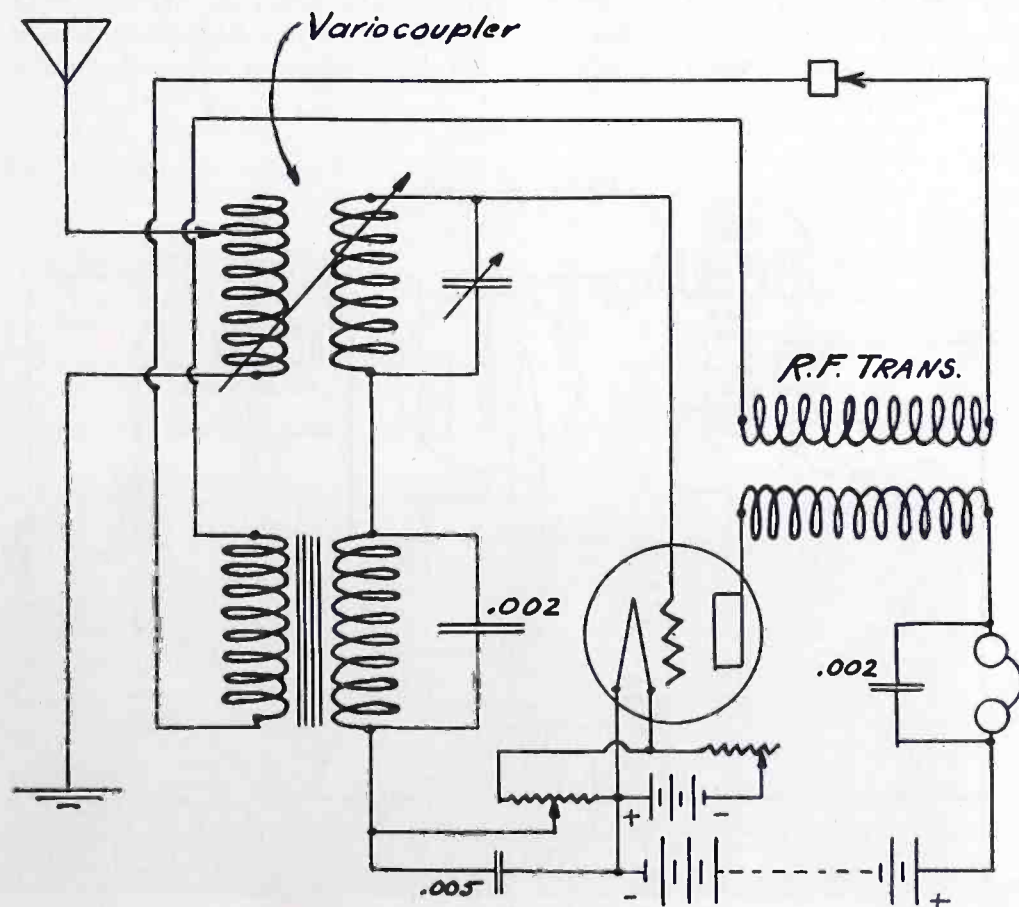 Variocoupler
R.F. TRANS.
.002
.002
+ -
.005
- +